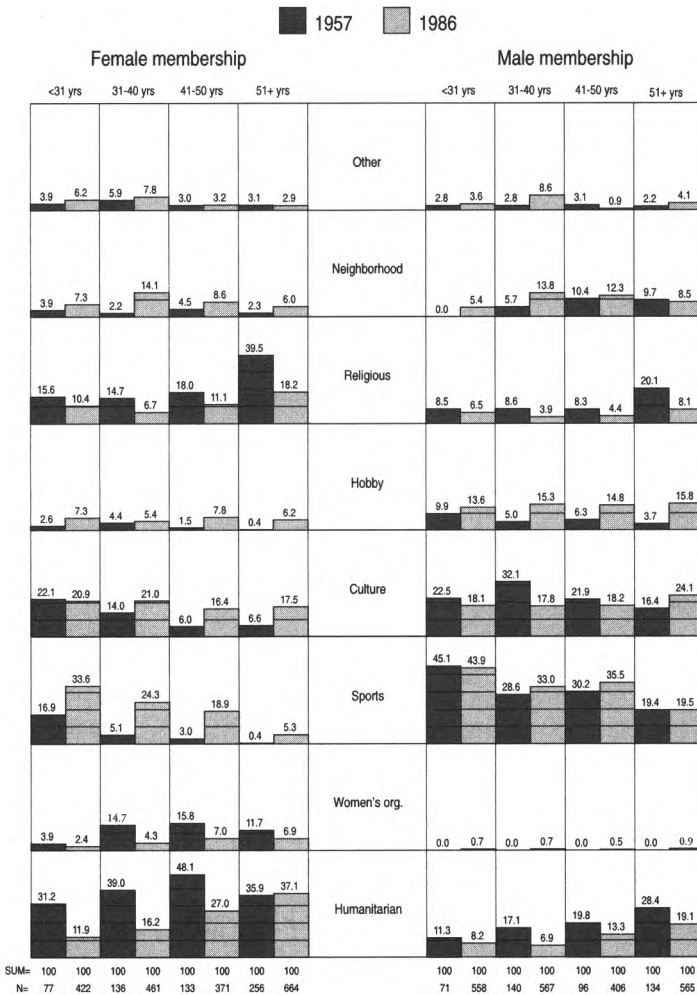 1957 1986
Female membership Male membership
<31 yrs 31-40 yrs 41-50 yrs 51+ yrs <31 yrs 31-40 yrs 41-50 yrs 51+ yrs
Other
3.9 6.2 5.9 7.8 3.0 3.2 3.1 2.9 2.8 3.6 2.8 8.6 3.1 0.9 2.2 4.1
Neighborhood
3.9 7.3 2.2 14.1 4.5 8.6 2.3 6.0 0.0 5.4 5.7 13.8 10.4 12.3 9.7 8.5
Religious
15.6 10.4 14.7 6.7 18.0 11.1 39.5 18.2 8.5 6.5 8.6 3.9 8.3 4.4 20.1 8.1
Hobby
2.6 7.3 4.4 5.4 1.5 7.8 0.4 6.2 9.9 13.6 5.0 15.3 6.3 14.8 3.7 15.8
Culture
22.1 20.9 14.0 21.0 6.0 16.4 6.6 17.5 22.5 18.1 32.1 17.8 21.9 18.2 16.4 24.1
Sports
16.9 33.6 5.1 24.3 3.0 18.9 0.4 5.3 45.1 43.9 28.6 33.0 30.2 35.5 19.4 19.5
Women's org.
3.9 2.4 14.7 4.3 15.8 7.0 11.7 6.9 0.0 0.7 0.0 0.7 0.0 0.5 0.0 0.9
Humanitarian
31.2 11.9 39.0 16.2 48.1 27.0 35.9 37.1 11.3 8.2 17.1 6.9 19.8 13.3 28.4 19.1
SUM= 100 100 100 100 100 100 100 100 100 100 100 100 100 100 100 100
N= 77 422 136 461 133 371 256 664 71 558 140 567 96 406 134 565